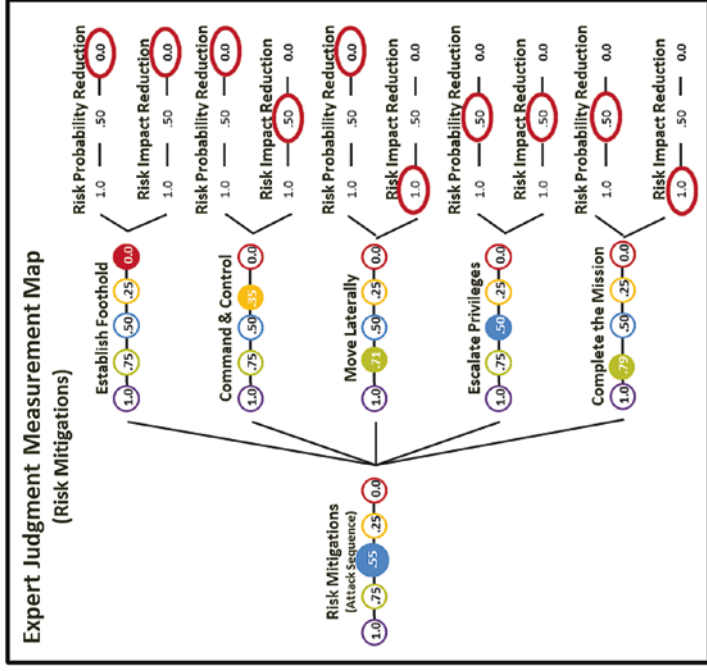 Expert Judgment Measurement Map
(Risk Mitigations)
Risk Mitigations
(Attack Sequence)
1.0 .75 .55 .25 0.0
Establish Foothold
1.0 .75 .50 .25 0.0
Risk Probability Reduction
1.0 .50 0.0
Risk Impact Reduction
1.0 .50 0.0
Command & Control
1.0 .75 .50 .35 0.0
Risk Probability Reduction
1.0 .50 0.0
Risk Impact Reduction
1.0 .50 0.0
Move Laterally
1.0 .71 .50 .25 0.0
Risk Probability Reduction
1.0 .50 0.0
Risk Impact Reduction
1.0 .50 0.0
Escalate Privileges
1.0 .75 .50 .25 0.0
Risk Probability Reduction
1.0 .50 0.0
Risk Impact Reduction
1.0 .50 0.0
Complete the Mission
1.0 .79 .50 .25 0.0
Risk Probability Reduction
1.0 .50 0.0
Risk Impact Reduction
1.0 .50 0.0